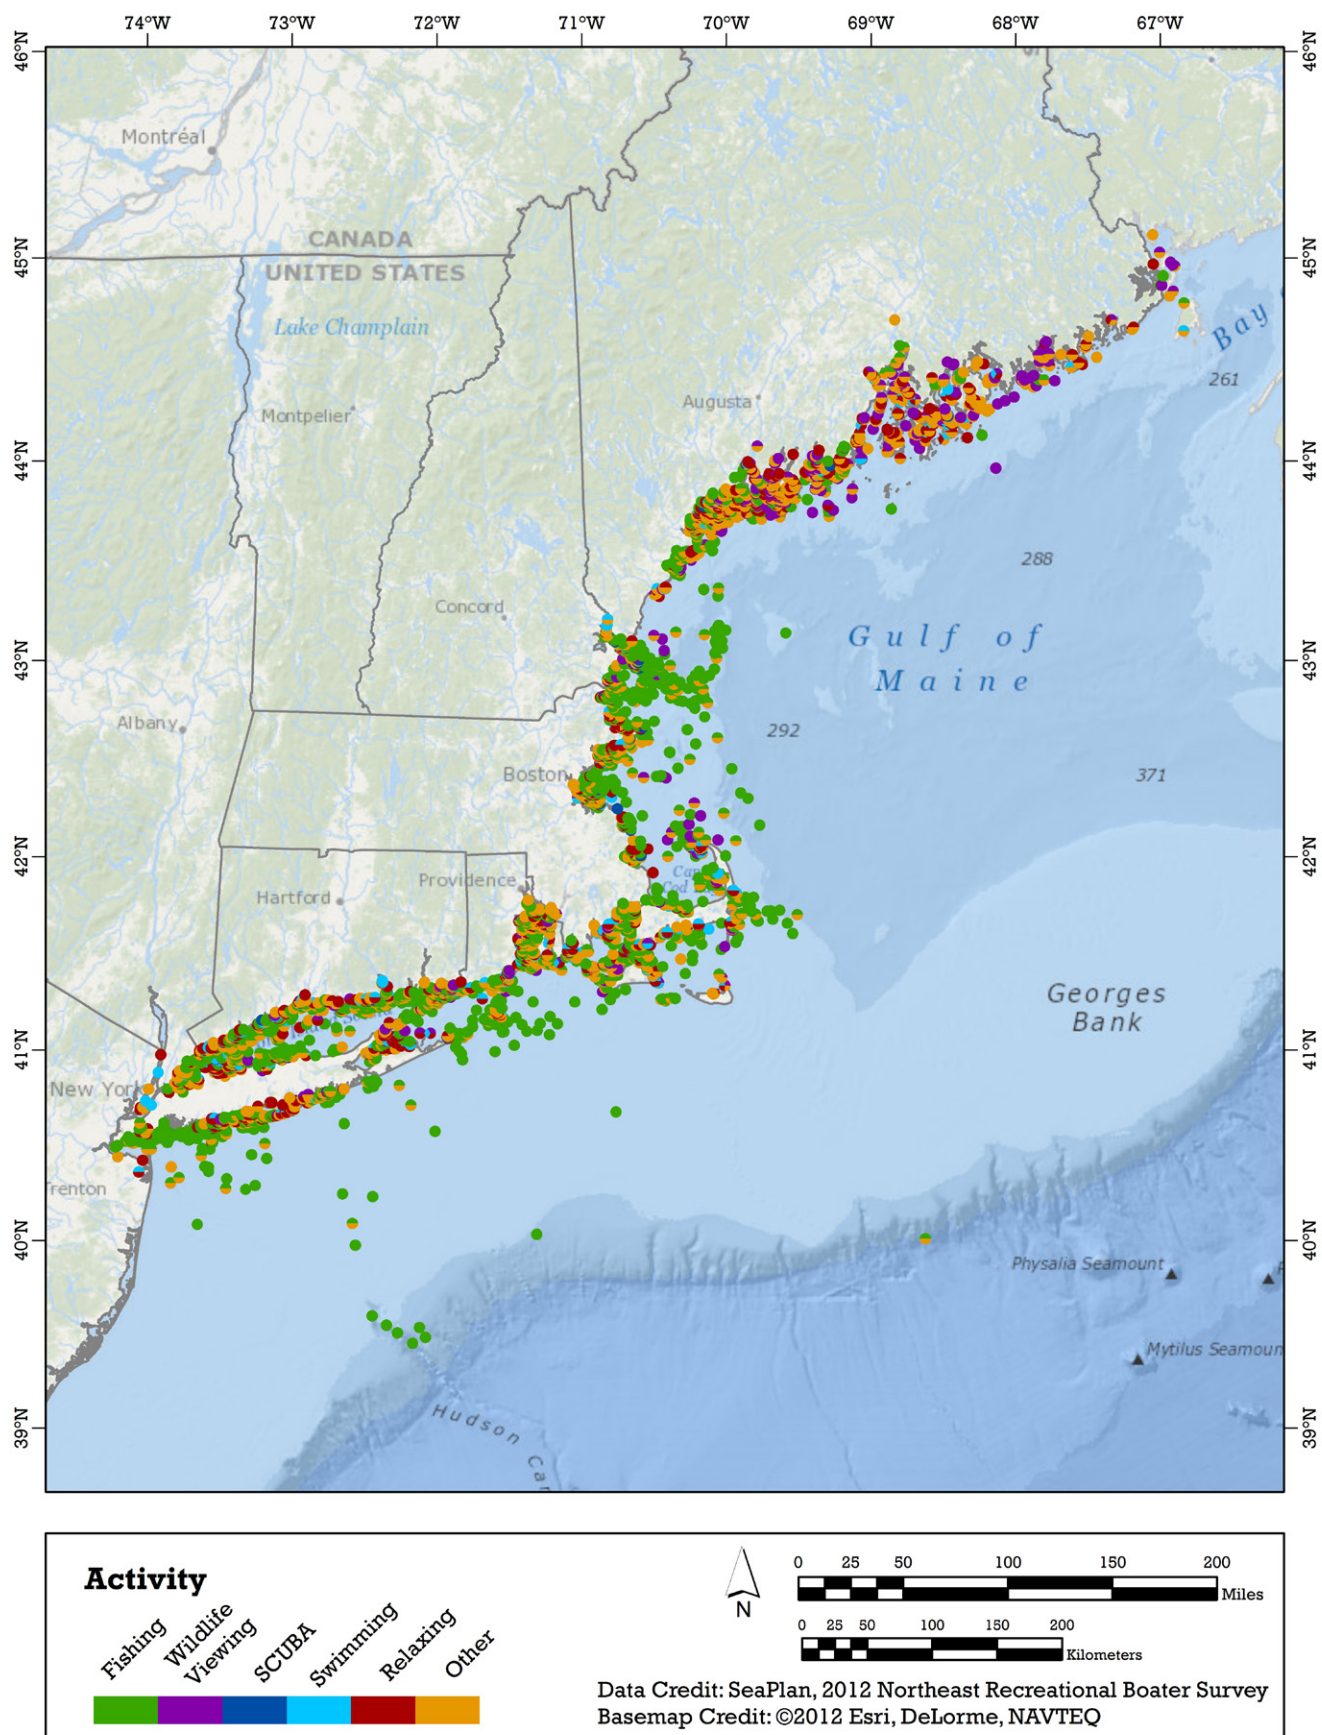 74°W 73°W 72°W 71°W 70°W 69°W 68°W 67°W
46°N 46°N
Montréal
CANADA
45°N 45°N
UNITED STATES
Lake Champlain
Bay
261
Augusta
Montpelier
44°N 44°N
288
Concord
Gulf of
43°N 43°N
Maine
Albany
292
Boston
371
42°N 42°N
Providence
Cod
Hartford
Georges
Bank
41°N 41°N
New York
Trenton
40°N 40°N
Physalia Seamount
Mytilus Seamoun
Hudson Ca
39°N 39°N
Activity
Fishing
Wildlife
Viewing
SCUBA
Swimming
Relaxing
Other
N
0 25 50 100 150 200
Miles
0 25 50 100 150 200
Kilometers
Data Credit: SeaPlan, 2012 Northeast Recreational Boater Survey
Basemap Credit: ©2012 Esri, DeLorme, NAVTEQ